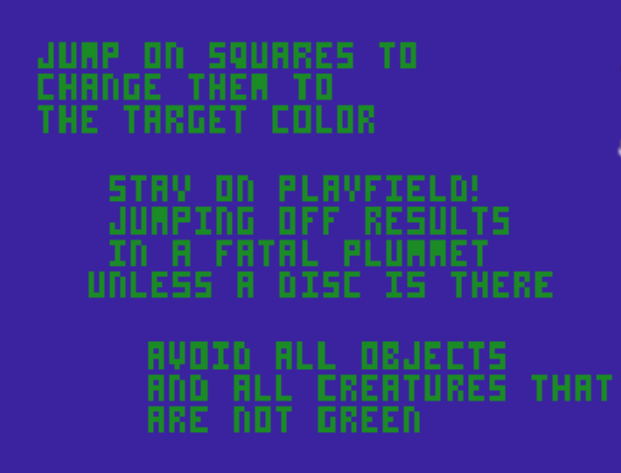 JUMP ON SQUARES TO
CHANGE THEM TO
THE TARGET COLOR
STAY ON PLAYFIELD!
JUMPING OFF RESULTS
IN A FATAL PLUMMET
UNLESS A DISC IS THERE
AVOID ALL OBJECTS
AND ALL CREATURES THAT
ARE NOT GREEN